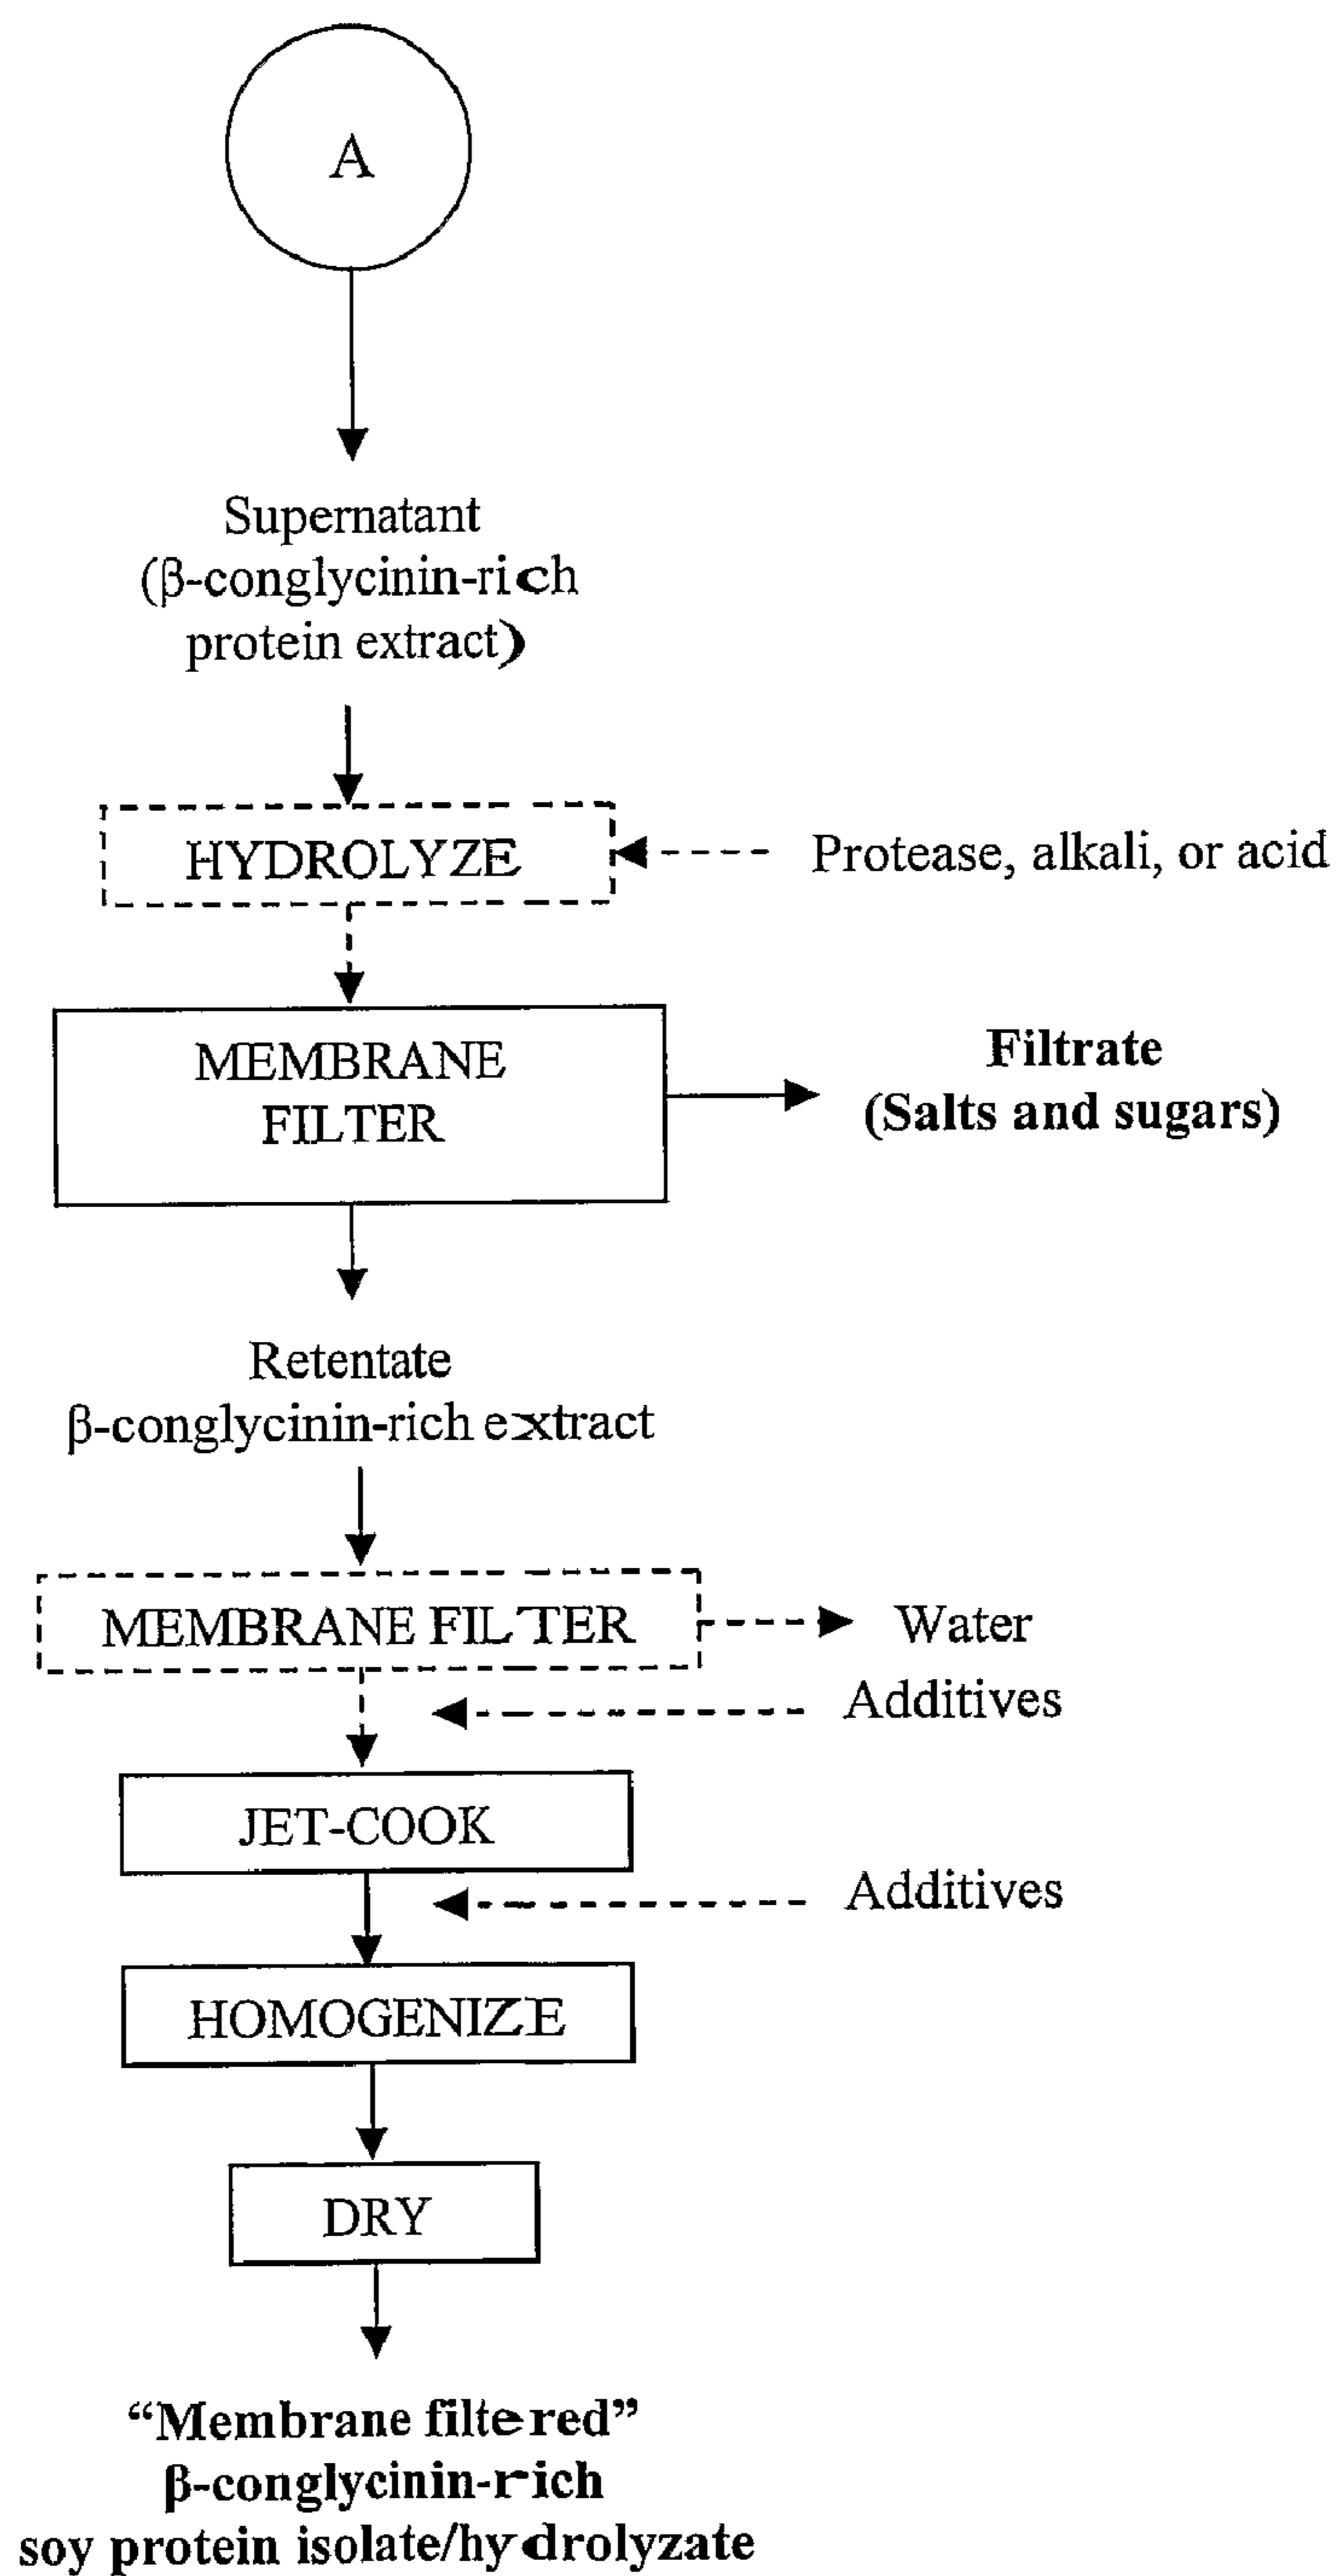 A
Supernatant
(β-conglycinin-rich
protein extract)
HYDROLYZE
Protease, alkali, or acid
MEMBRANE
FILTER
Filtrate
(Salts and sugars)
Retentate
β-conglycinin-rich extract
MEMBRANE FILTER
Water
Additives
JET-COOK
Additives
HOMOGENIZE
DRY
“Membrane filtered”
β-conglycinin-rich
soy protein isolate/hydrolyzate